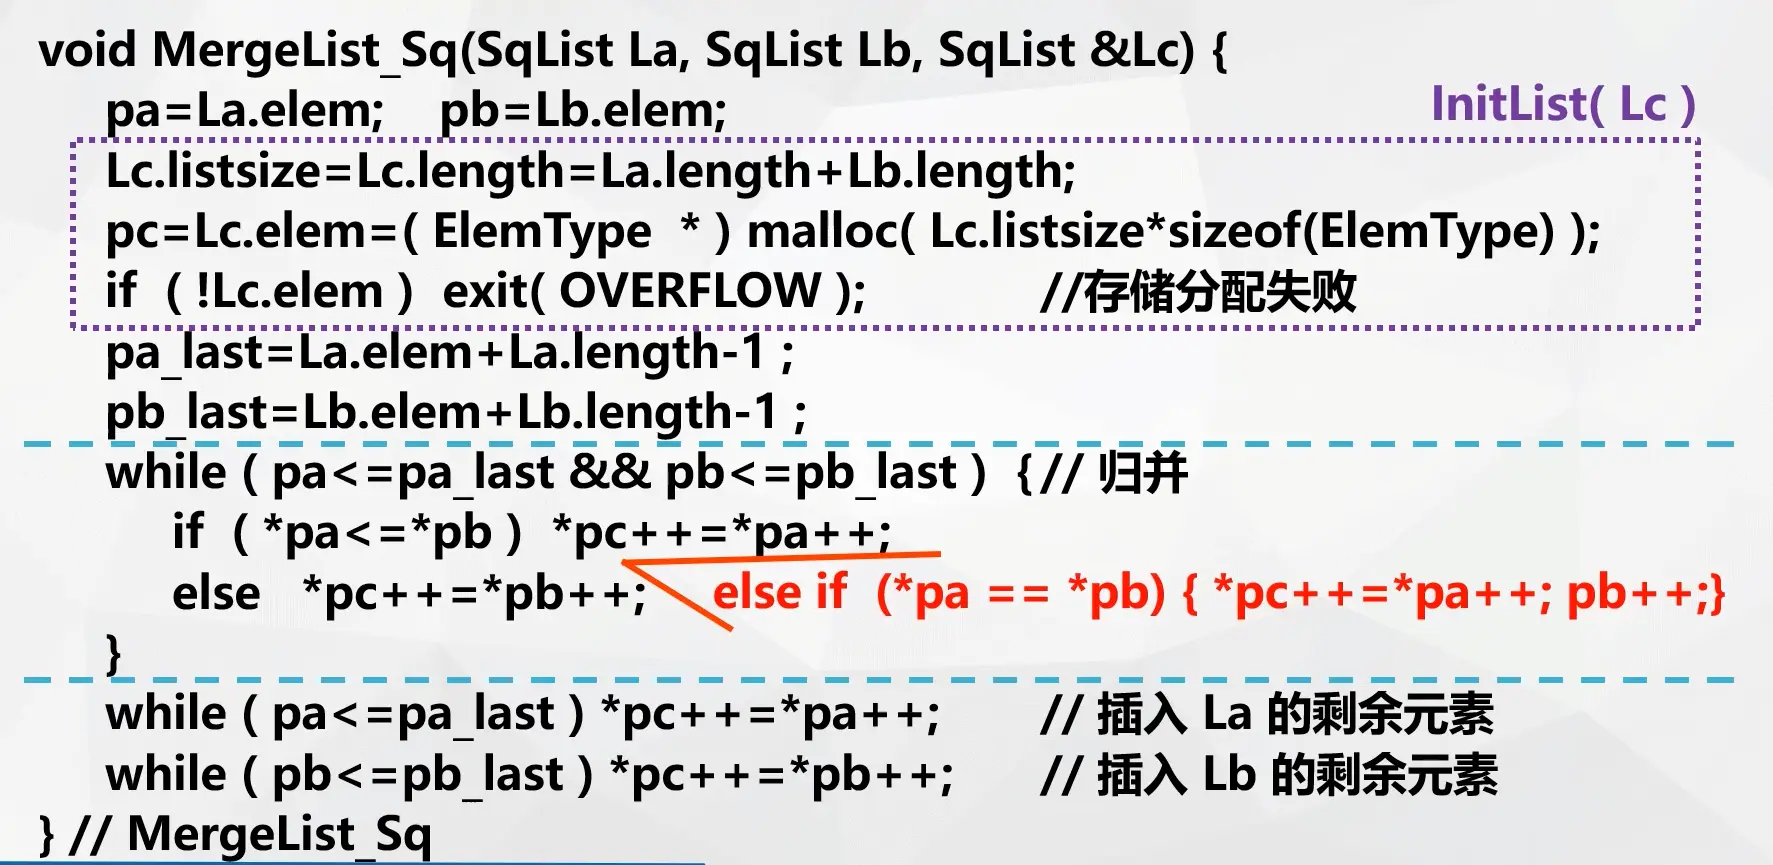 void MergeList_Sq(SqList La, SqList Lb, SqList &Lc) {
pa=La.elem; pb=Lb.elem;
InitList( Lc )
Lc.listsize=Lc.length=La.length+Lb.length;
pc=Lc.elem=( ElemType * ) malloc( Lc.listsize*sizeof(ElemType) );
if ( !Lc.elem ) exit( OVERFLOW ); //存储分配失败
pa_last=La.elem+La.length-1 ;
pb_last=Lb.elem+Lb.length-1 ;
while ( pa<=pa_last && pb<=pb_last ) { // 归并
if ( *pa<=*pb ) *pc++=*pa++;
else *pc++=*pb++; else if (*pa == *pb) { *pc++=*pa++; pb++;}
}
while ( pa<=pa_last ) *pc++=*pa++; // 插入 La 的剩余元素
while ( pb<=pb_last ) *pc++=*pb++; // 插入 Lb 的剩余元素
} // MergeList_Sq